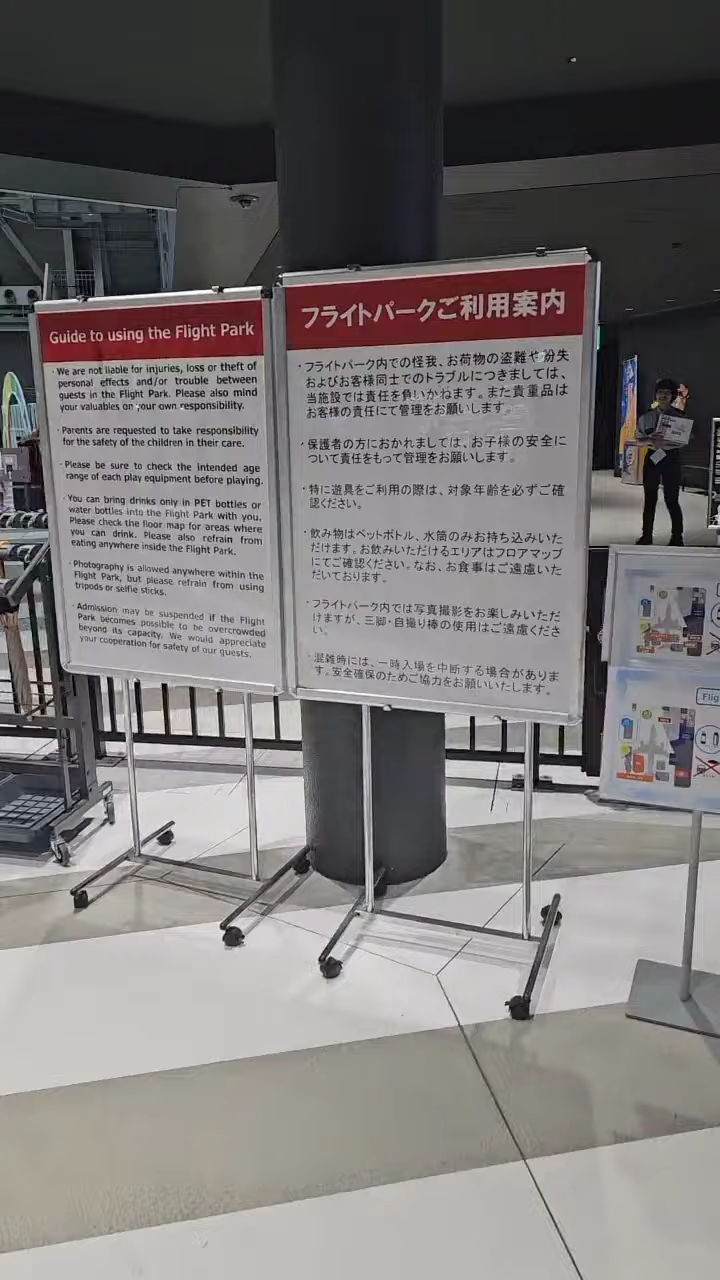 Guide to using the Flight Park
· We are not liable for injuries, loss or theft of
personal effects and/or trouble between
guests in the Flight Park. Please also mind
your valuables on your own responsibility.
· Parents are requested to take responsibility
for the safety of the children in their care.
· Please be sure to check the intended age
range of each play equipment before playing.
· You can bring drinks only in PET bottles or
water bottles into the Flight Park with you.
Please check the floor map for areas where
you can drink. Please also refrain from
eating anywhere inside the Flight Park.
· Photography is allowed anywhere within the
Flight Park, but please refrain from using
tripods or selfie sticks.
· Admission may be suspended if the Flight
Park becomes possible to be overcrowded
beyond its capacity. We would appreciate
your cooperation for safety of our guests.
フライトパークご利用案内
・フライトパーク内での怪我、お荷物の盗難や紛失
およびお客様同士でのトラブルにつきましては、
当施設では責任を負いかねます。また貴重品は
お客様の責任にて管理をお願いします。
・保護者の方におかれましては、お子様の安全に
ついて責任をもって管理をお願いします。
・特に遊具をご利用の際は、対象年齢を必ずご確
認ください。
・飲み物はペットボトル、水筒のみお持ち込みいた
だけます。お飲みいただけるエリアはフロアマップ
にてご確認ください。なお、お食事はご遠慮いた
だいております。
・フライトパーク内では写真撮影をお楽しみいただ
けますが、三脚・自撮り棒の使用はご遠慮くださ
い。
・混雑時には、一時入場を中断する場合がありま
す。安全確保のためご協力をお願いいたします。
Flig